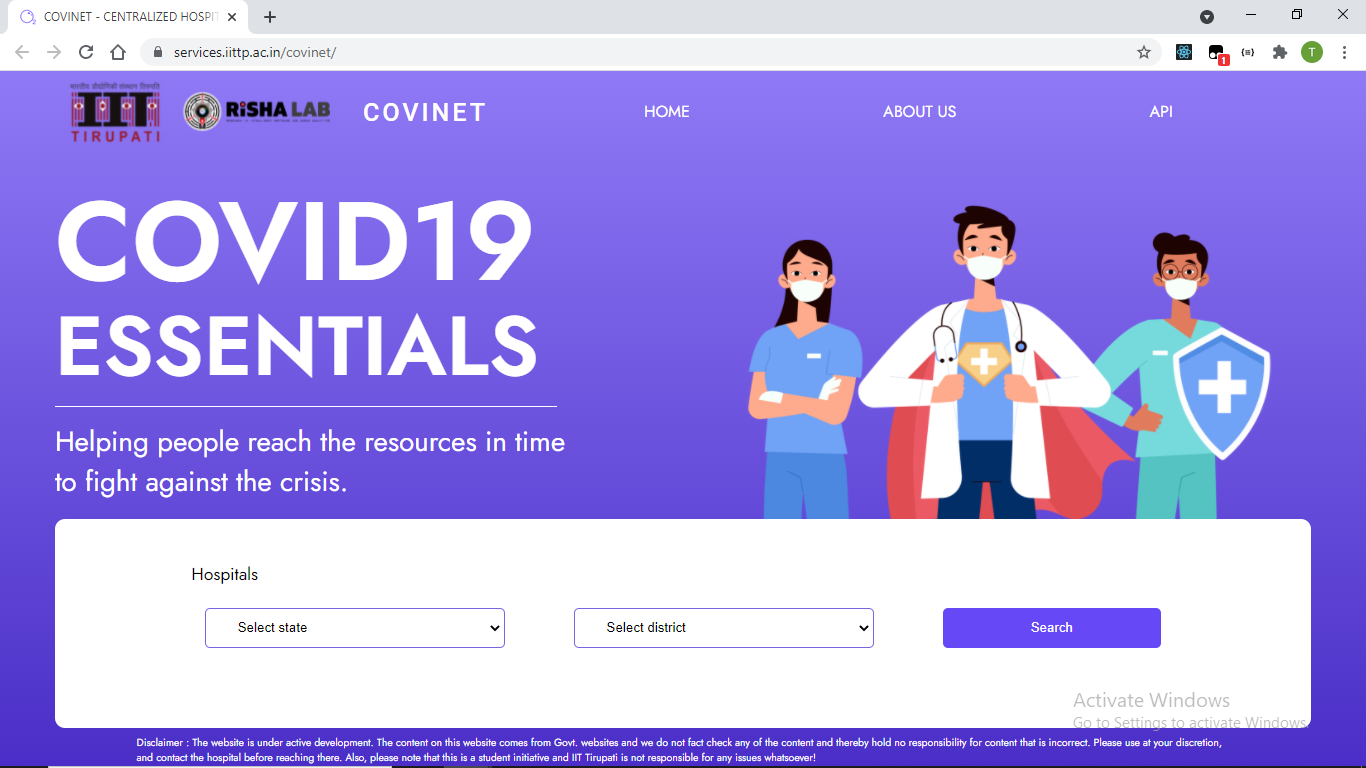 COVINET - CENTRALIZED HOSPIT
services.iittp.ac.in/covinet/
1
T
IIT
TIRUPATI
RiSHA LAB
COVINET
HOME
ABOUT US
API
COVID19
ESSENTIALS
Helping people reach the resources in time
to fight against the crisis.
Hospitals
Select state
Select district
Search
Activate Windows
Go to Settings to activate Windows.
Disclaimer : The website is under active development. The content on this website comes from Govt. websites and we do not fact check any of the content and thereby hold no responsibility for content that is incorrect. Please use at your discretion,
and contact the hospital before reaching there. Also, please note that this is a student initiative and IIT Tirupati is not responsible for any issues whatsoever!